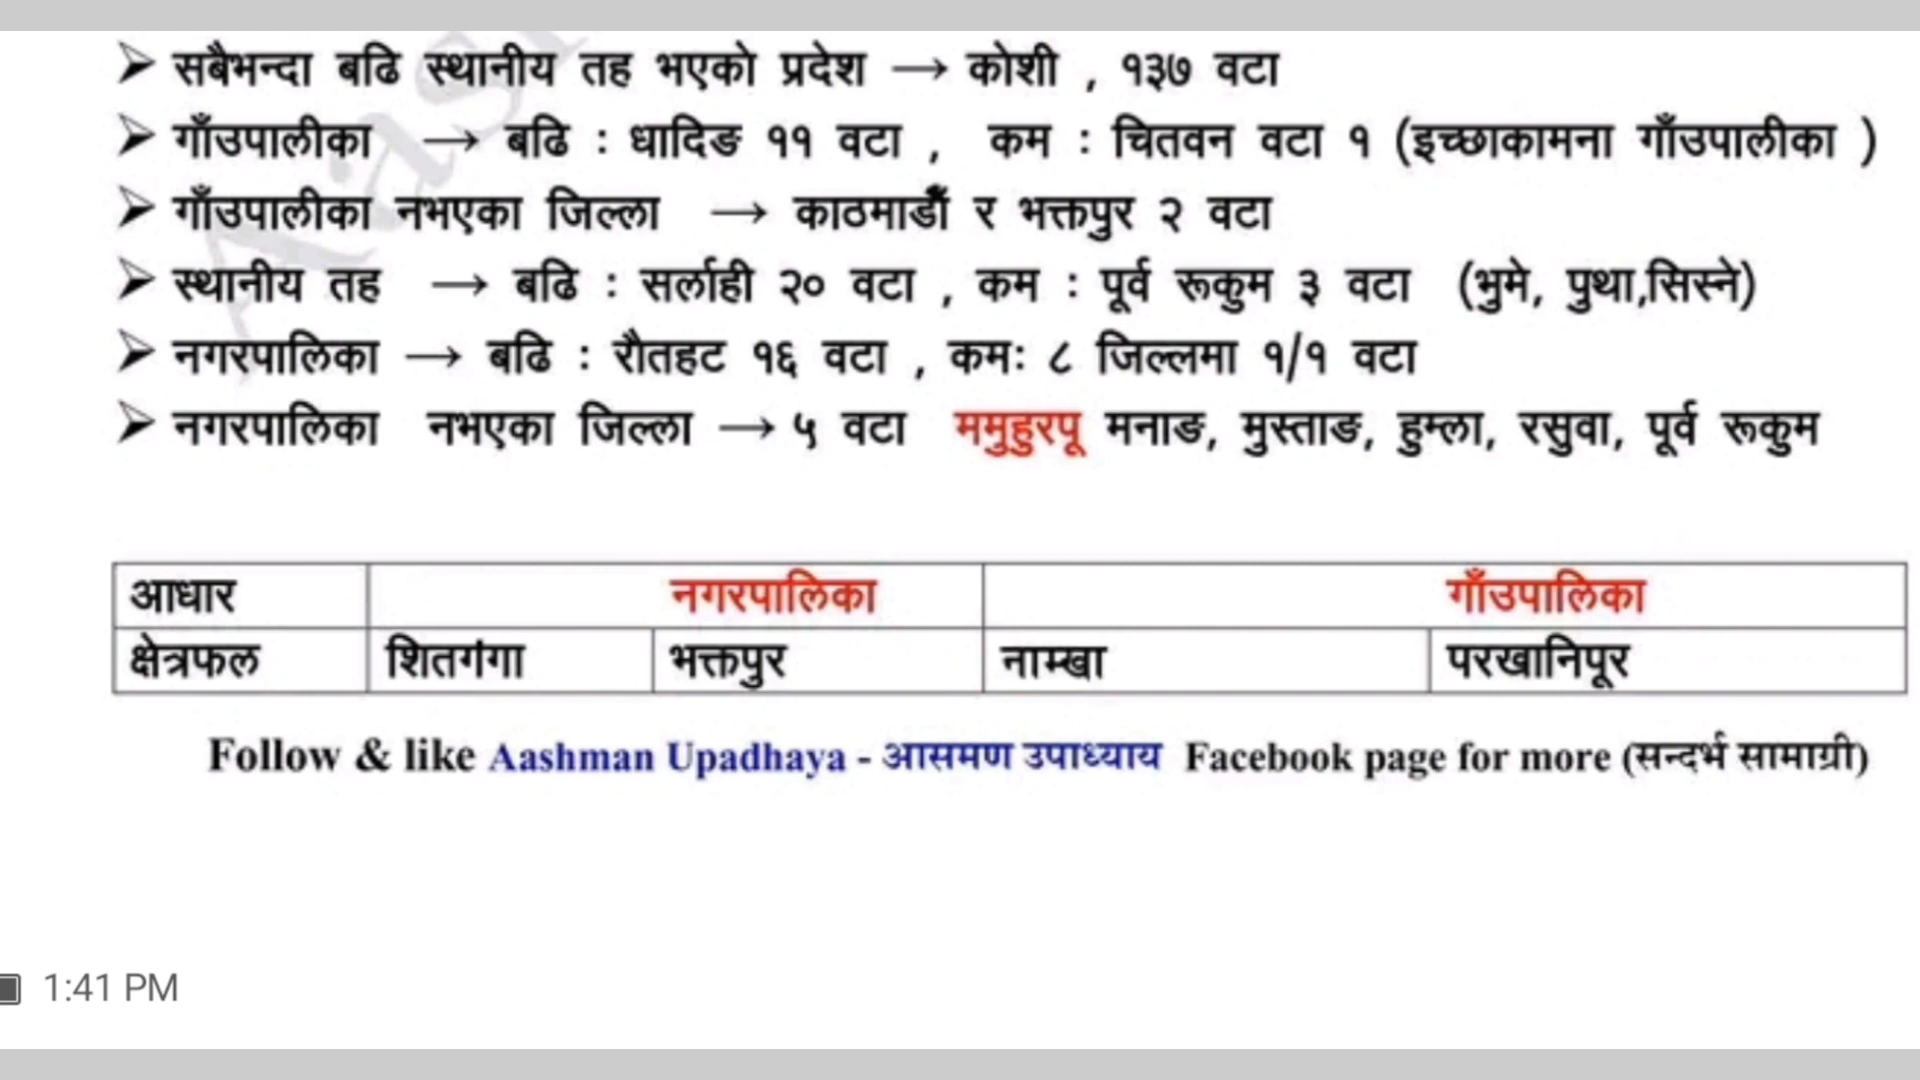 ➢ सबैभन्दा बढि स्थानीय तह भएको प्रदेश → कोशी , १३७ वटा
➢ गाँउपालीका → बढि : धादिङ ११ वटा , कम : चितवन वटा १ (इच्छाकामना गाँउपालीका )
➢ गाँउपालीका नभएका जिल्ला → काठमाडौँ र भक्तपुर २ वटा
➢ स्थानीय तह → बढि : सर्लाही २० वटा , कम : पूर्व रूकुम ३ वटा (भुमे, पुथा,सिस्ने)
➢ नगरपालिका → बढि : रौतहट १६ वटा , कमः ८ जिल्लमा १/१ वटा
➢ नगरपालिका नभएका जिल्ला → ५ वटा ममुहुरपू मनाङ, मुस्ताङ, हुम्ला, रसुवा, पूर्व रूकुम
आधार नगरपालिका गाँउपालिका
क्षेत्रफल शितगंगा भक्तपुर नाम्खा परखानिपूर
Follow & like Aashman Upadhaya - आसमण उपाध्याय Facebook page for more (सन्दर्भ सामाग्री)
1:41 PM